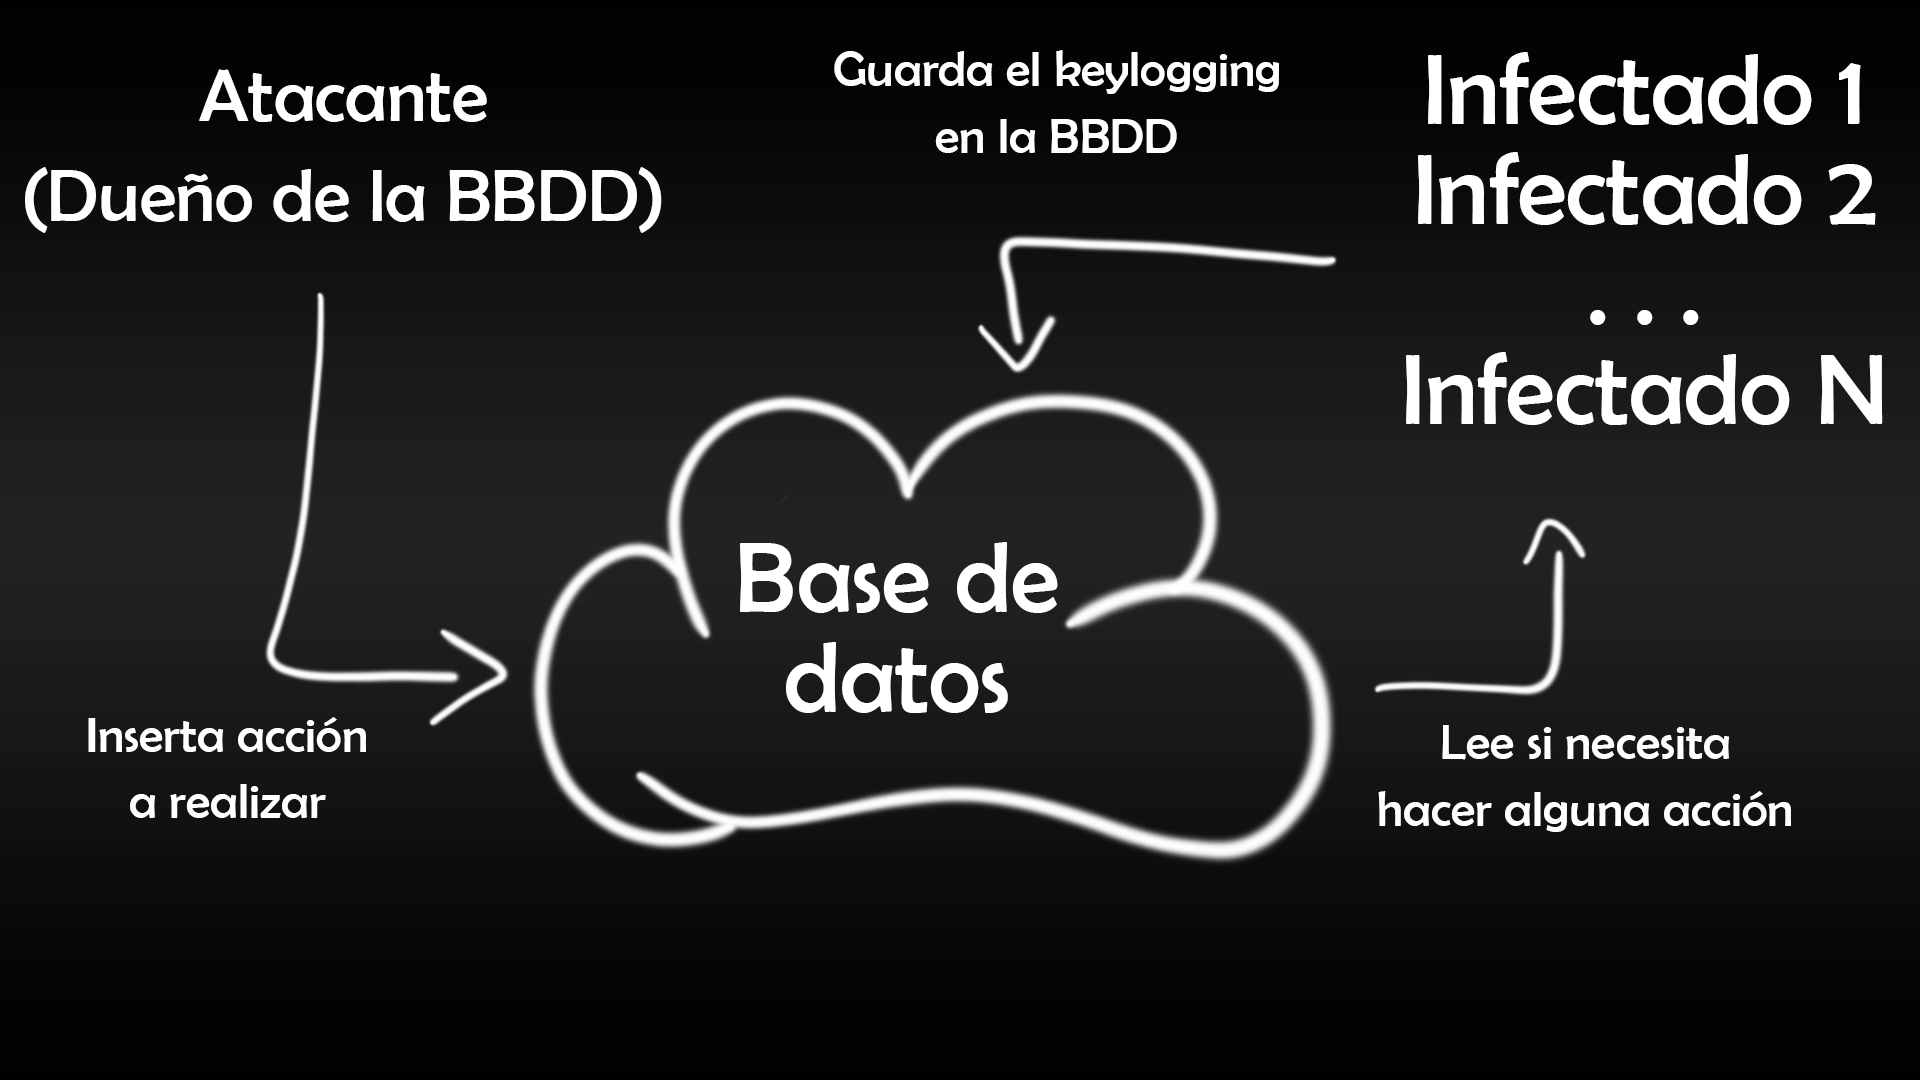 Atacante
(Dueño de la BBDD)
Guarda el keylogging
en la BBDD
Infectado 1
Infectado 2
...
Infectado N
Base de
datos
Inserta acción
a realizar
Lee si necesita
hacer alguna acción